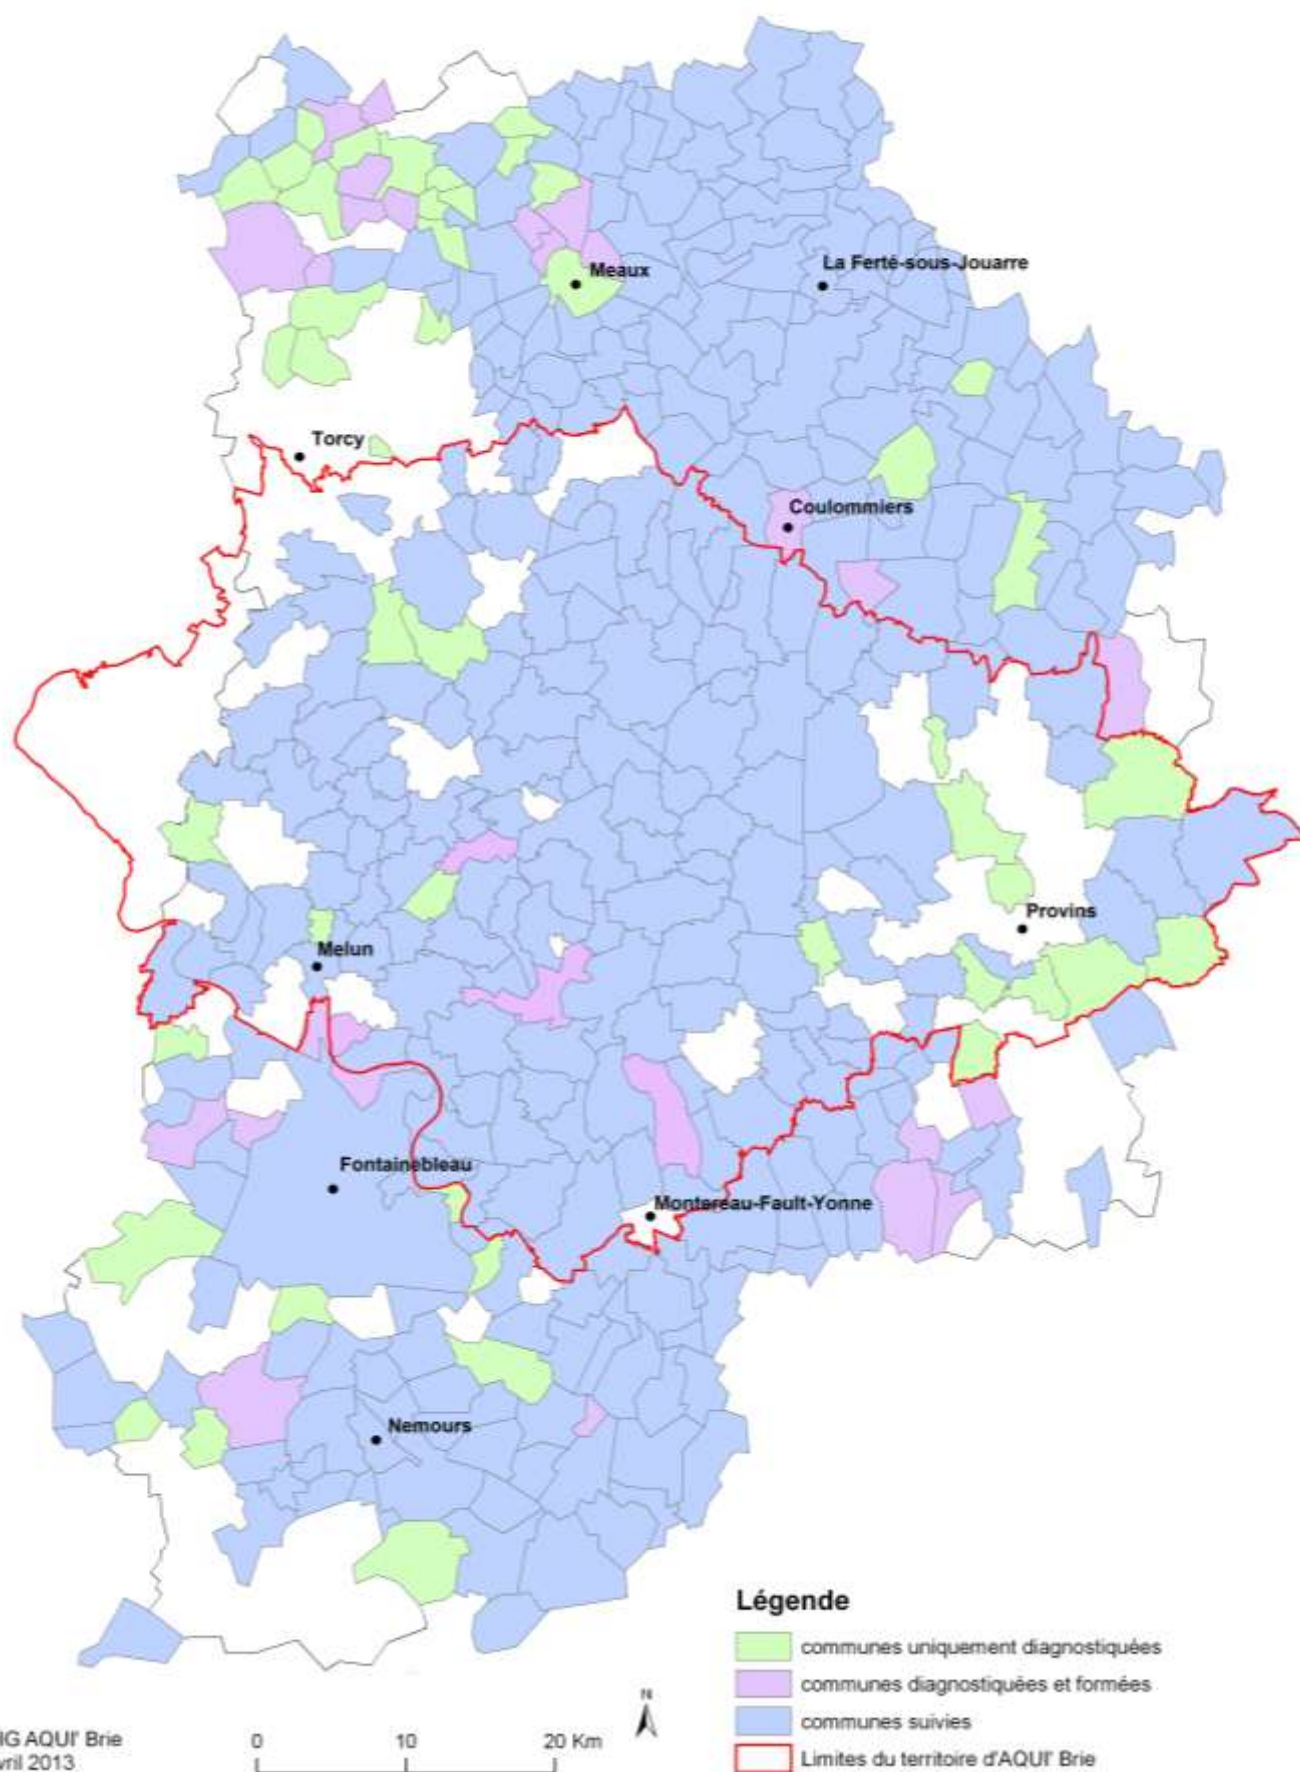 Meaux
La Ferté-sous-Jouarre
Torcy
Coulommiers
Provins
Melun
Fontainebleau
Montereau-Fault-Yonne
Nemours
Légende
communes uniquement diagnostiquées
communes diagnostiquées et formées
communes suivies
Limites du territoire d'AQUI' Brie
N
IG AQUI' Brie
vril 2013
0 10 20 Km